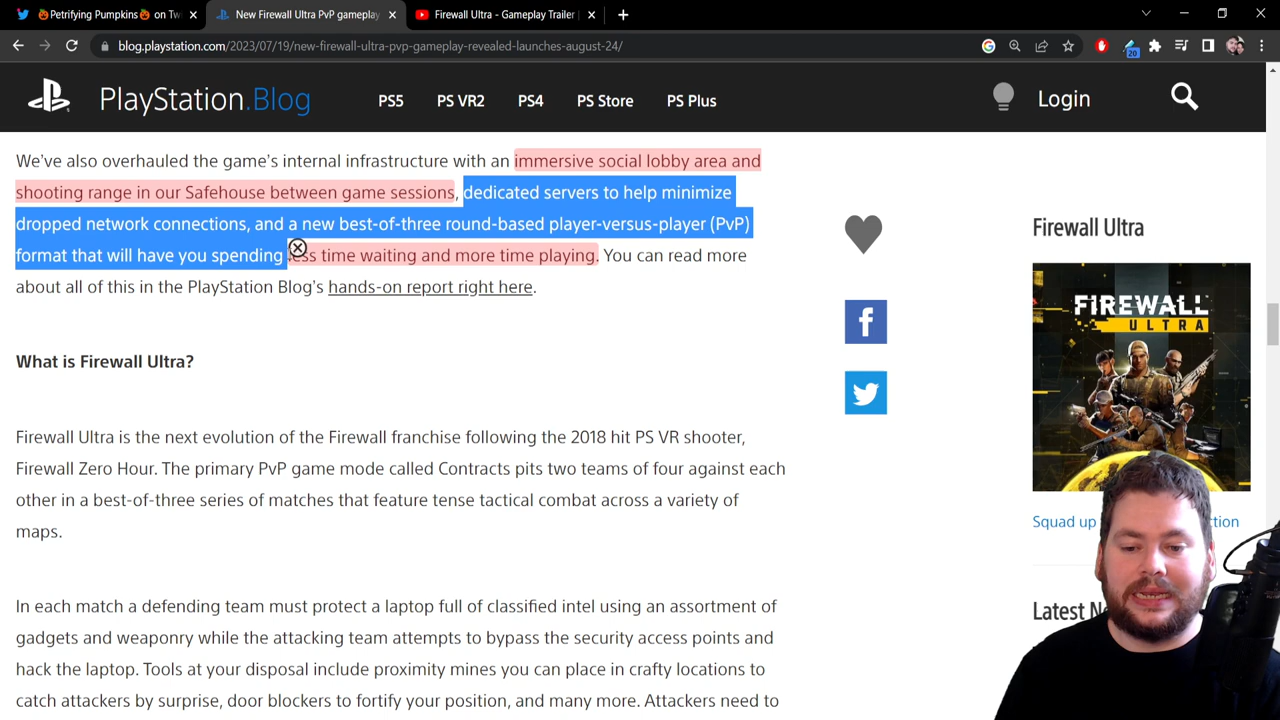 🎃Petrifying Pumpkins🎃 on Tw
New Firewall Ultra PvP gameplay
Firewall Ultra - Gameplay Trailer |
blog.playstation.com/2023/07/19/new-firewall-ultra-pvp-gameplay-revealed-launches-august-24/
20
PlayStation.Blog
PS5
PS VR2
PS4
PS Store
PS Plus
Login
We've also overhauled the game's internal infrastructure with an immersive social lobby area and
shooting range in our Safehouse between game sessions, dedicated servers to help minimize
dropped network connections, and a new best-of-three round-based player-versus-player (PvP)
format that will have you spending less time waiting and more time playing. You can read more
about all of this in the PlayStation Blog's hands-on report right here.
What is Firewall Ultra?
Firewall Ultra is the next evolution of the Firewall franchise following the 2018 hit PS VR shooter,
Firewall Zero Hour. The primary PvP game mode called Contracts pits two teams of four against each
other in a best-of-three series of matches that feature tense tactical combat across a variety of
maps.
In each match a defending team must protect a laptop full of classified intel using an assortment of
gadgets and weaponry while the attacking team attempts to bypass the security access points and
hack the laptop. Tools at your disposal include proximity mines you can place in crafty locations to
catch attackers by surprise, door blockers to fortify your position, and many more. Attackers need to
Firewall Ultra
FIREWALL
ULTRA
Squad up
ction
Latest N